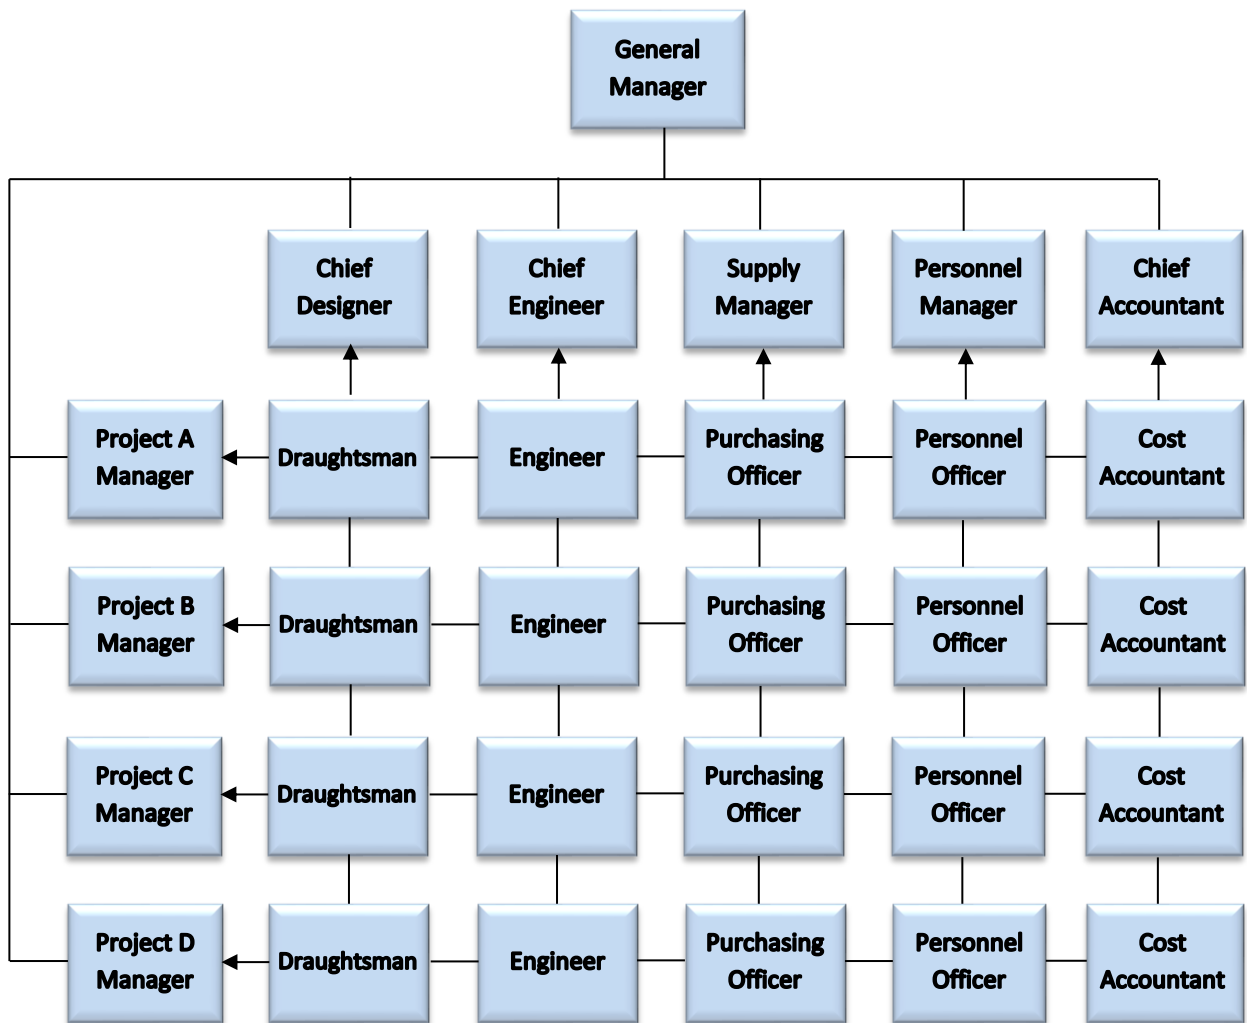 General
Manager
Chief
Designer
Chief
Engineer
Supply
Manager
Personnel
Manager
Chief
Accountant
Project A
Manager
Draughtsman
Engineer
Purchasing
Officer
Personnel
Officer
Cost
Accountant
Project B
Manager
Draughtsman
Engineer
Purchasing
Officer
Personnel
Officer
Cost
Accountant
Project C
Manager
Draughtsman
Engineer
Purchasing
Officer
Personnel
Officer
Cost
Accountant
Project D
Manager
Draughtsman
Engineer
Purchasing
Officer
Personnel
Officer
Cost
Accountant